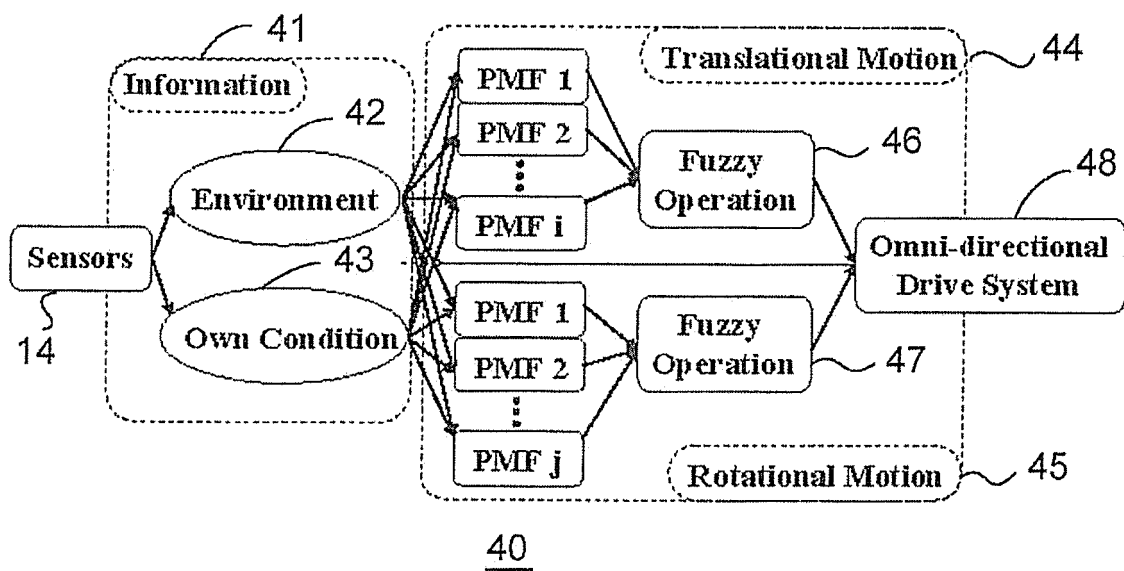 41
Information
42
Environment
Sensors
14
43
Own Condition
Translational Motion
44
PMF 1
PMF 2
PMF i
Fuzzy
Operation
46
48
Omni-directional
Drive System
PMF 1
PMF 2
PMF j
Fuzzy
Operation
47
Rotational Motion
45
40